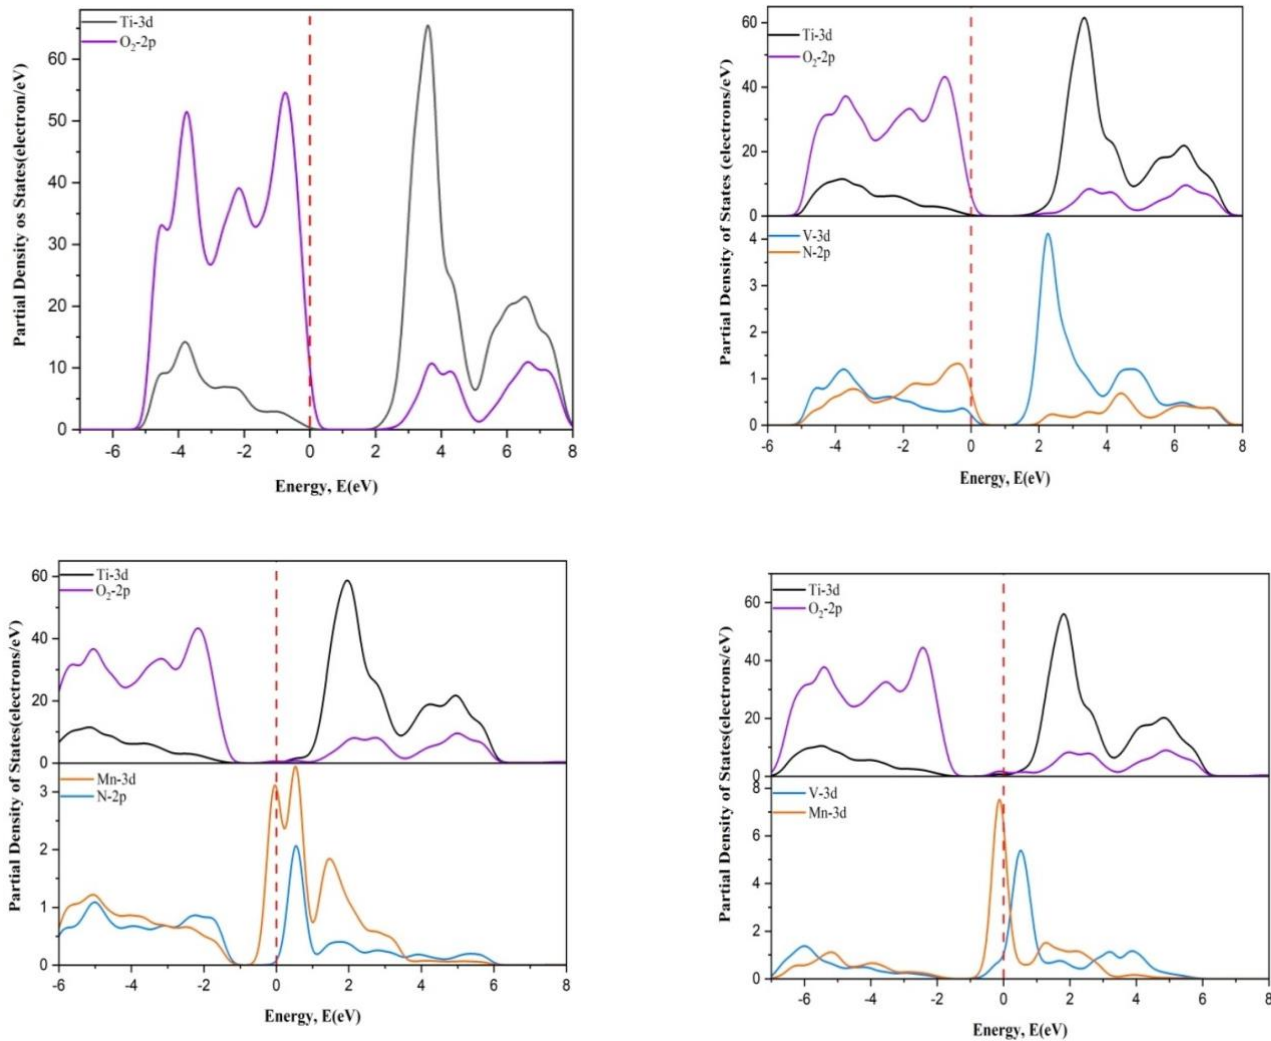 Ti-3d
O₂-2p
60
50
40
30
20
10
0
Partial Density os States(electron/eV)
-6 -4 -2 0 2 4 6 8
Energy, E(eV)
Ti-3d
O₂-2p
60
40
20
0
V-3d
N-2p
4
3
2
1
0
Partial Density of States (electrons/eV)
-6 -4 -2 0 2 4 6 8
Energy, E(eV)
Ti-3d
O₂-2p
60
40
20
0
Mn-3d
N-2p
3
2
1
0
Partial Density of States(electrons/eV)
-6 -4 -2 0 2 4 6 8
Energy, E(eV)
Ti-3d
O₂-2p
60
40
20
0
V-3d
Mn-3d
8
6
4
2
0
Partial Density of States(electrons/eV)
-6 -4 -2 0 2 4 6 8
Energy, E(eV)